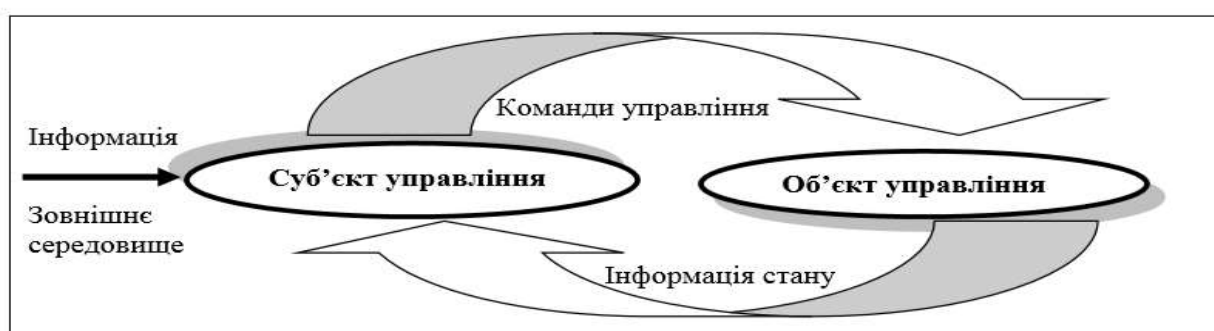 Команди управління
Інформація
Суб’єкт управління
Об’єкт управління
Зовнішнє
середовище
Інформація стану